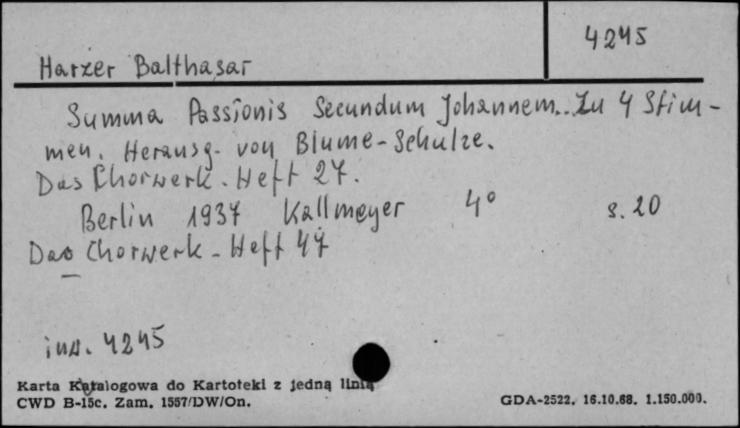 4245
Harzer Balthasar
Summa Passionis Secundum Johannem.. Zu 4 Stim-
men. Herausg. von Blume-Schulze.
Das Chorwerk. Heft 27.
Berlin 1937 Kallmeyer 4° s. 20
Das Chorwerk - Heft 47
inw. 4245
Karta Katalogowa do Kartoteki z jedną linią
CWD B-15c. Zam. 1557/DW/On.
GDA-2522. 16.10.68. 1.150.000.